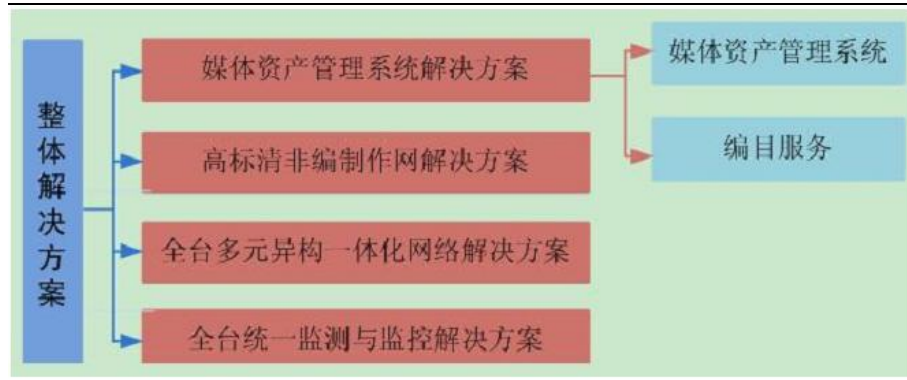 整体解决方案
媒体资产管理系统解决方案
高标清非编制作网解决方案
全台多元异构一体化网络解决方案
全台统一监测与监控解决方案
媒体资产管理系统
编目服务